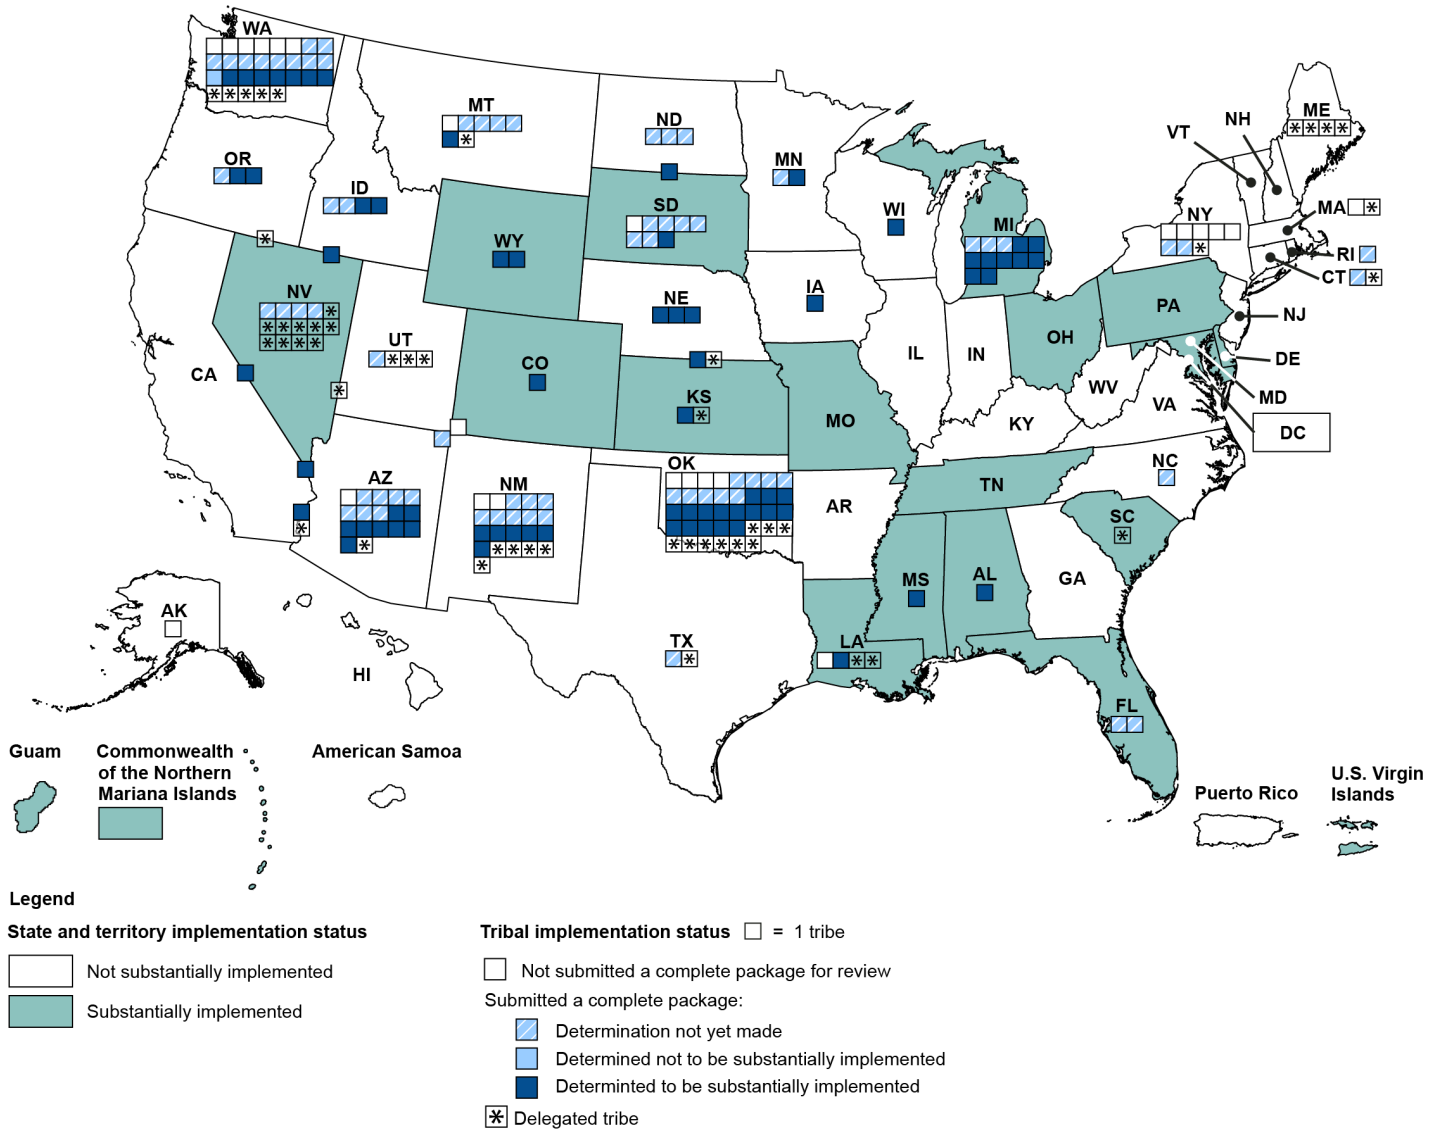 WA
MT
ND
MN
OR
ID
SD
WI
MI
WY
NV
UT
CA
CO
NE
IA
KS
MO
IL
IN
OH
PA
NY
VT
NH
ME
MA
RI
CT
NJ
DE
MD
DC
WV
VA
KY
NC
TN
SC
AZ
NM
OK
AR
MS
AL
GA
LA
TX
FL
AK
HI
Guam
Commonwealth
of the Northern
Mariana Islands
American Samoa
Puerto Rico
U.S. Virgin
Islands
Legend
State and territory implementation status
Not substantially implemented
Substantially implemented
Tribal implementation status = 1 tribe
Not submitted a complete package for review
Submitted a complete package:
Determination not yet made
Determined not to be substantially implemented
Determinted to be substantially implemented
* Delegated tribe